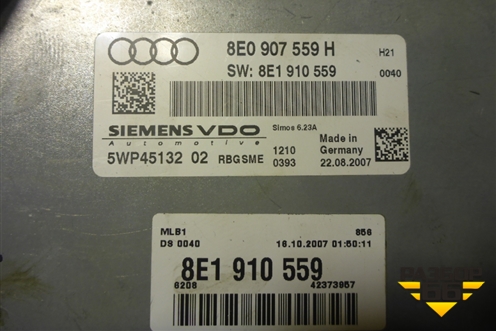 8E0 907 559 H H21
SW: 8E1 910 559 0040
SIEMENS VDO Simos 6.23A
Automotive
Made in
Germany
5WP45132 02 RBGSME
1210
0393 22.08.2007
MLB1 856
DS 0040 16.10.2007 01:50:11
8E1 910 559
6208 42373957